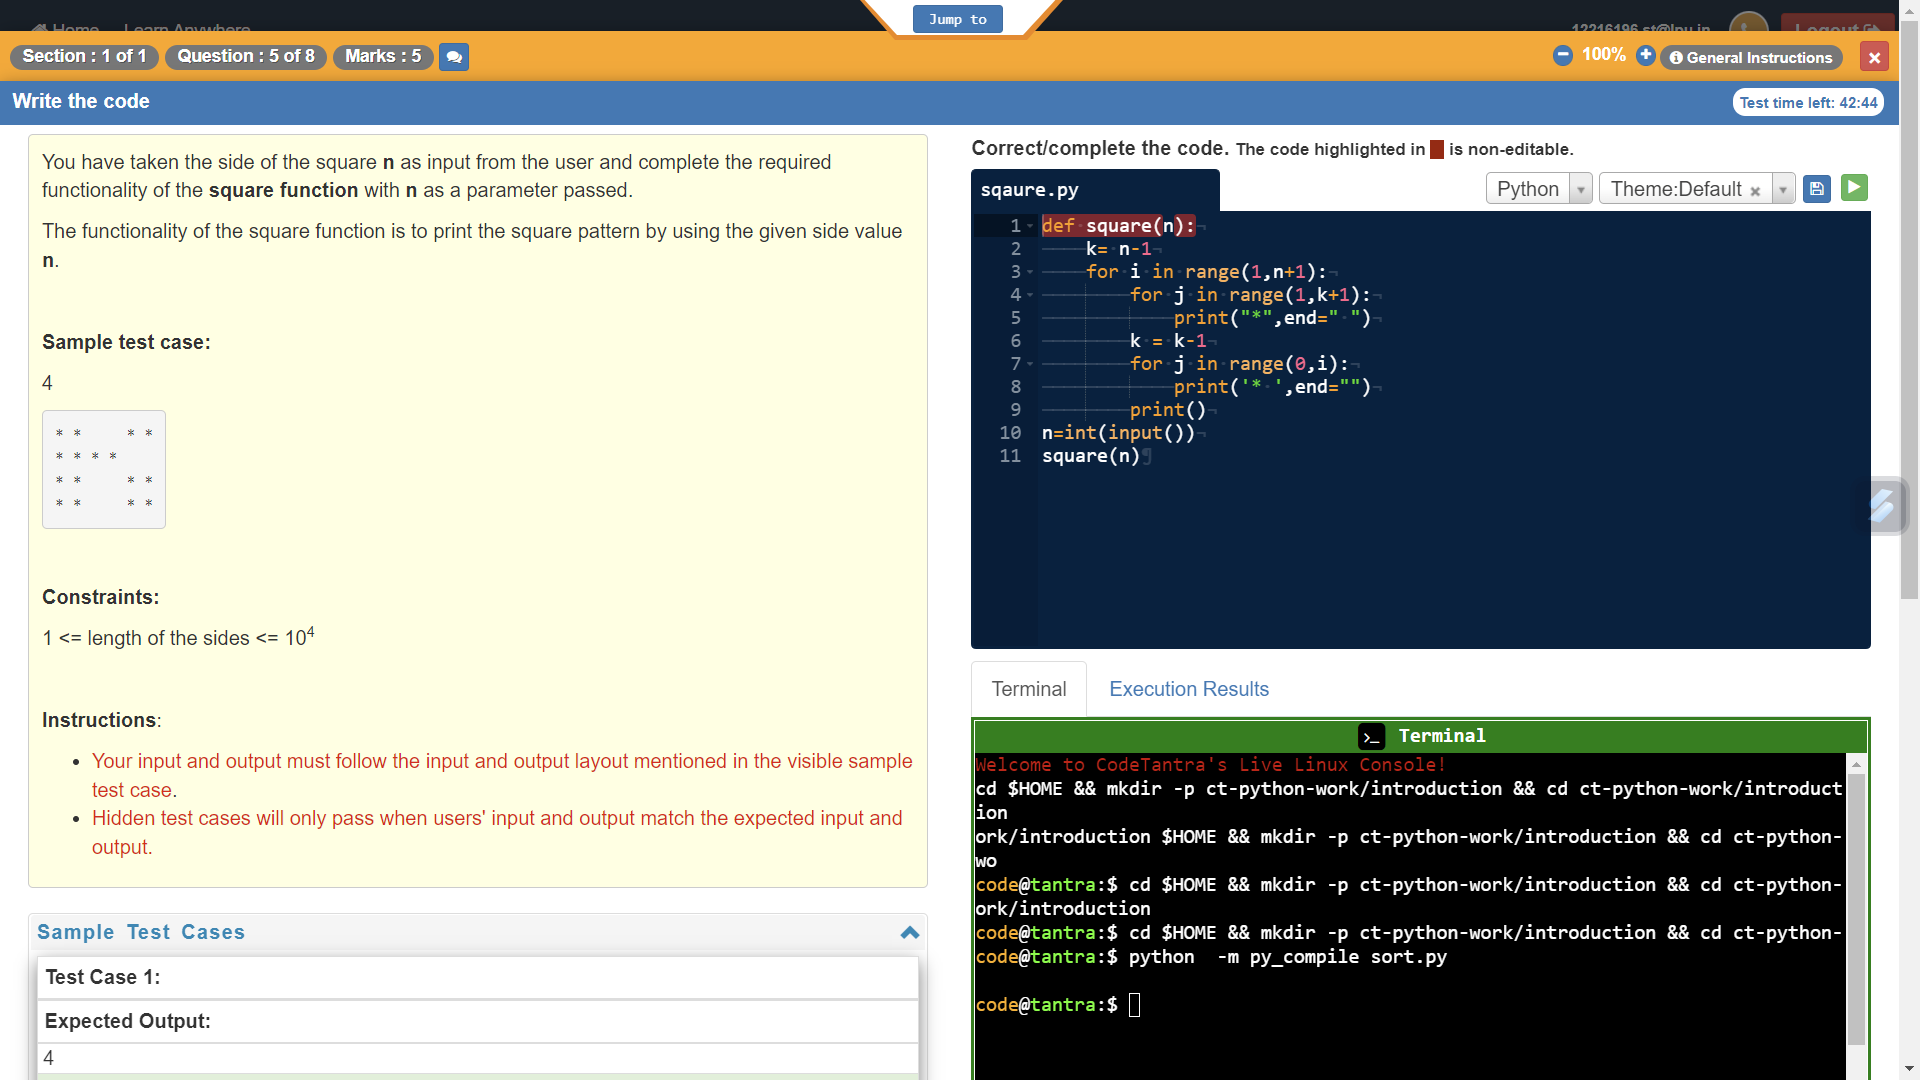 Jump to
Home Learn Anywhere
12216196.st@lpu.in Logout
Section : 1 of 1 Question : 5 of 8 Marks : 5
100% General Instructions
Write the code
Test time left: 42:44
You have taken the side of the square n as input from the user and complete the required
functionality of the square function with n as a parameter passed.
The functionality of the square function is to print the square pattern by using the given side value
n.
Sample test case:
4
* *     * *
* * * *
* *     * *
* *     * *
Constraints:
1 <= length of the sides <= 10^4
Instructions:
• Your input and output must follow the input and output layout mentioned in the visible sample
test case.
• Hidden test cases will only pass when users' input and output match the expected input and
output.
Sample Test Cases
Test Case 1:
Expected Output:
4
Correct/complete the code. The code highlighted in is non-editable.
sqaure.py
Python Theme:Default ×
1 def square(n):
2     k= n-1
3     for i in range(1,n+1):
4         for j in range(1,k+1):
5             print("*",end=" ")
6         k = k-1
7         for j in range(0,i):
8             print('* ',end="")
9         print()
10 n=int(input())
11 square(n)
Terminal Execution Results
>_ Terminal
Welcome to CodeTantra's Live Linux Console!
cd $HOME && mkdir -p ct-python-work/introduction && cd ct-python-work/introduct
ion
ork/introduction $HOME && mkdir -p ct-python-work/introduction && cd ct-python-
wo
code@tantra:$ cd $HOME && mkdir -p ct-python-work/introduction && cd ct-python-
ork/introduction
code@tantra:$ cd $HOME && mkdir -p ct-python-work/introduction && cd ct-python-
code@tantra:$ python  -m py_compile sort.py
code@tantra:$